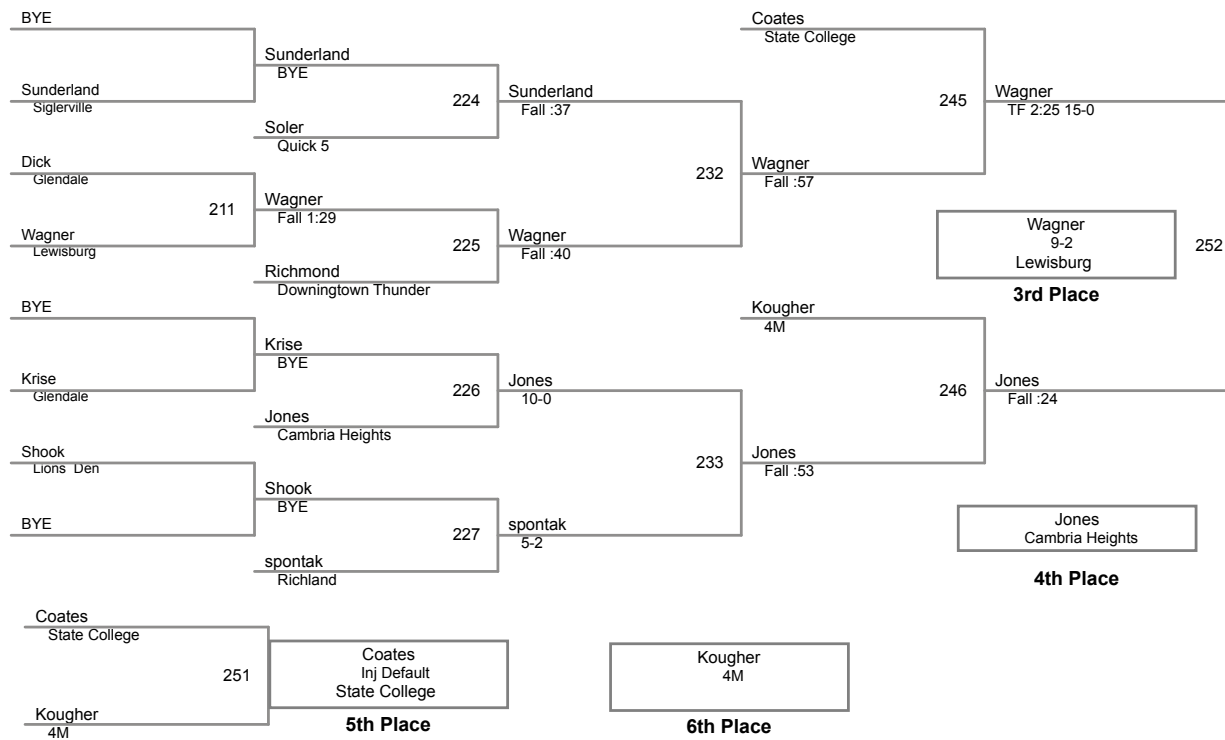 BYE
Sunderland
Siglerville
Dick
Glendale
211
Wagner
Lewisburg
BYE
Krise
Glendale
Shook
Lions Den
BYE
Sunderland
BYE
224
Soler
Quick 5
Wagner
Fall 1:29
225
Richmond
Downingtown Thunder
Krise
BYE
226
Jones
Cambria Heights
Shook
BYE
227
spontak
Richland
Sunderland
Fall :37
232
Wagner
Fall :40
Jones
10-0
233
spontak
5-2
Coates
State College
245
Wagner
Fall :57
Kougher
4M
246
Jones
Fall :53
Wagner
TF 2:25 15-0
Wagner
9-2
Lewisburg
252
3rd Place
Jones
Fall :24
Jones
Cambria Heights
4th Place
Coates
State College
251
Kougher
4M
Coates
Inj Default
State College
5th Place
Kougher
4M
6th Place